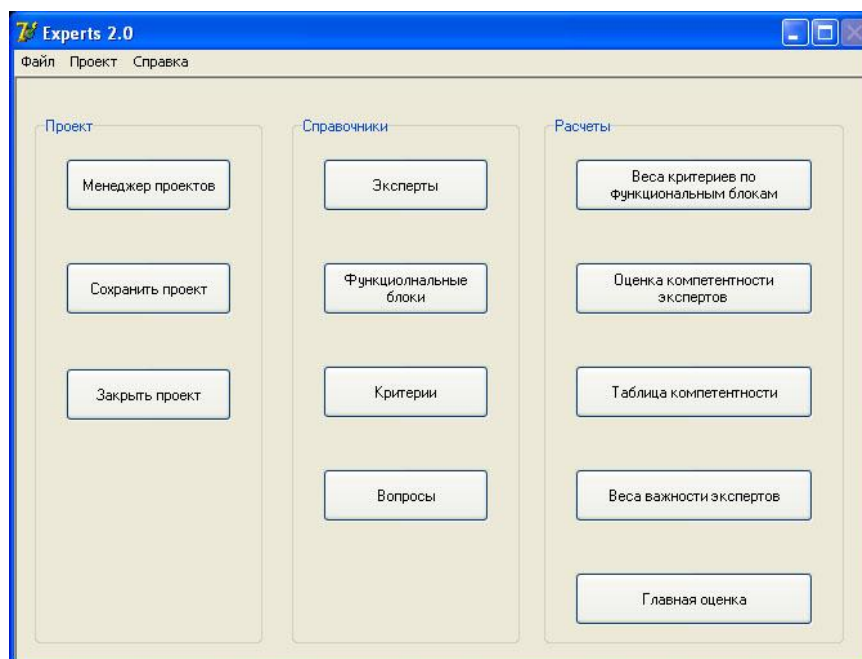 Experts 2.0
Файл Проект Справка
Проект
Менеджер проектов
Сохранить проект
Закрыть проект
Справочники
Эксперты
Функциолнальные
блоки
Критерии
Вопросы
Расчеты
Веса критериев по
функциональным блокам
Оценка компетентности
экспертов
Таблица компетентности
Веса важности экспертов
Главная оценка